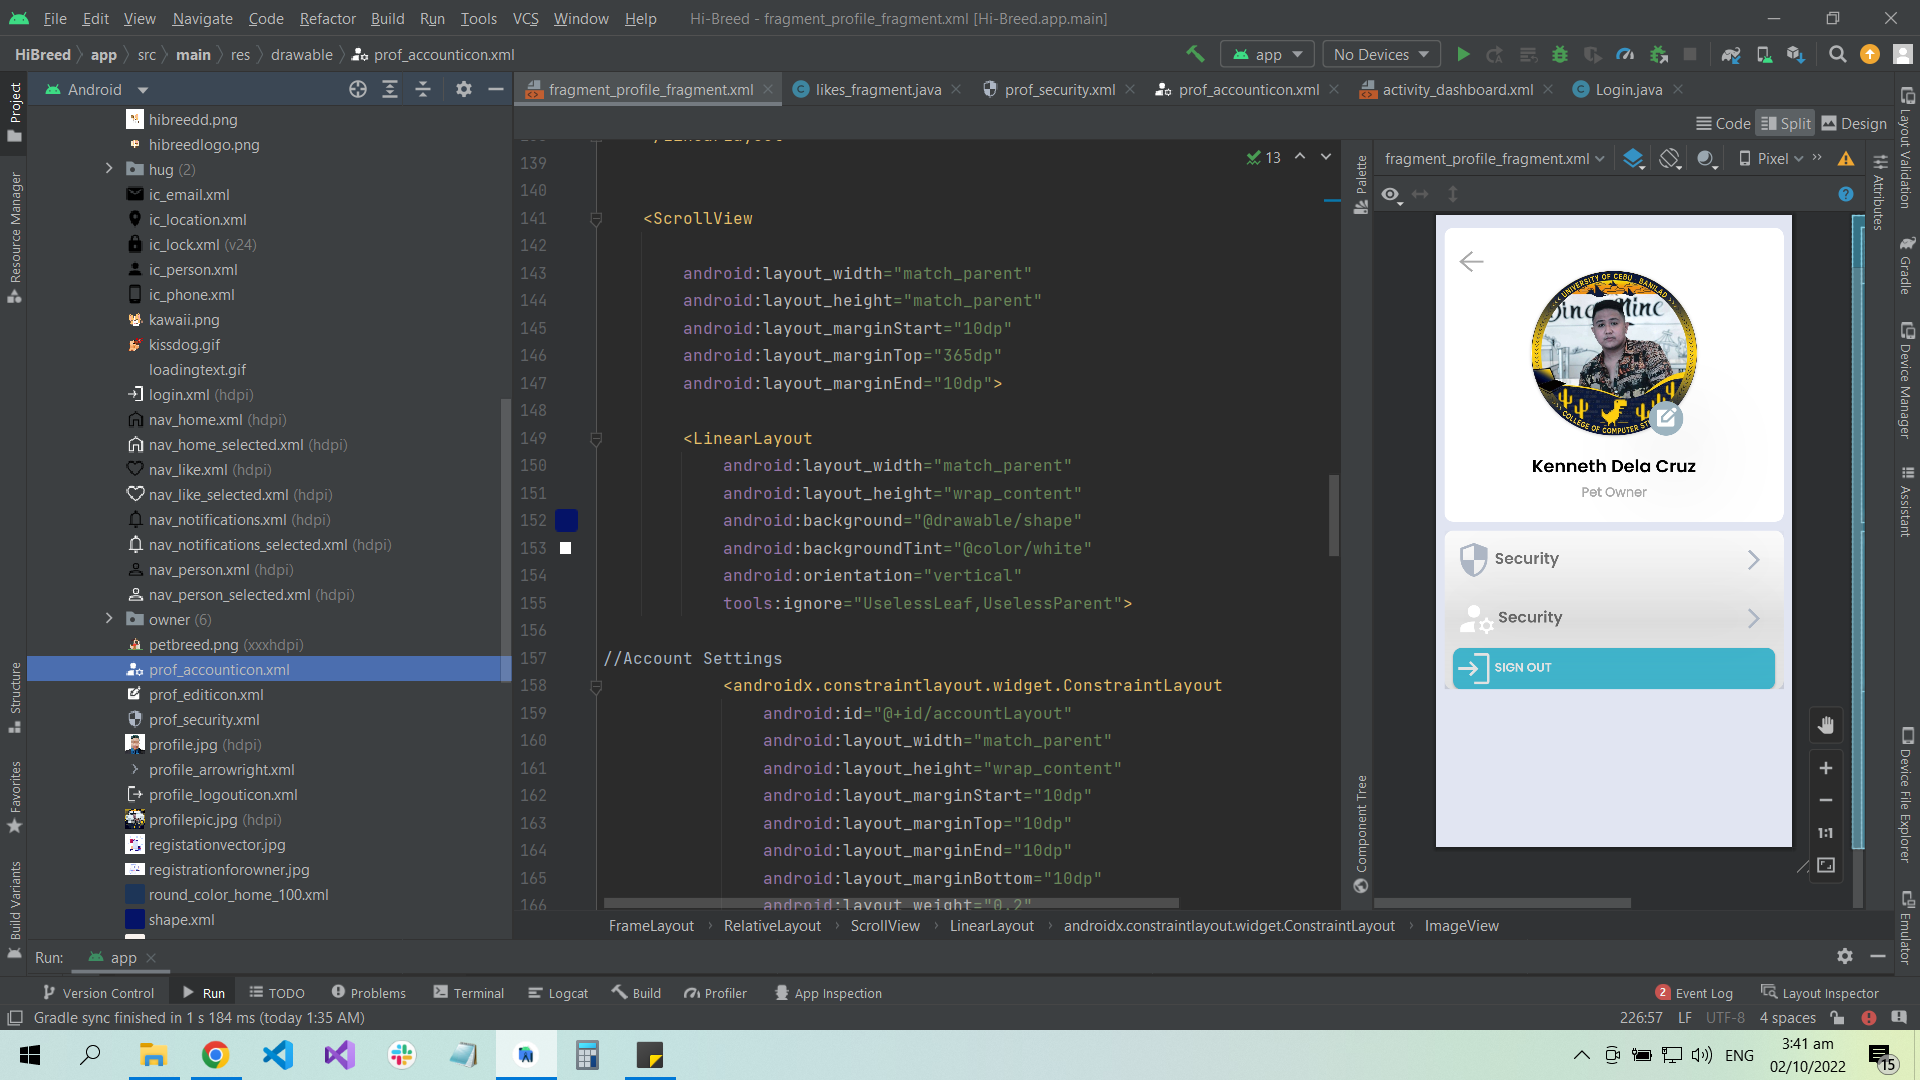 File Edit View Navigate Code Refactor Build Run Tools VCS Window Help Hi-Breed - fragment_profile_fragment.xml [Hi-Breed.app.main]
HiBreed app src main res drawable prof_accounticon.xml app No Devices
Project
Resource Manager
Structure
Favorites
Build Variants
Android
hibreedd.png
hibreedlogo.png
hug (2)
ic_email.xml
ic_location.xml
ic_lock.xml (v24)
ic_person.xml
ic_phone.xml
kawaii.png
kissdog.gif
loadingtext.gif
login.xml (hdpi)
nav_home.xml (hdpi)
nav_home_selected.xml (hdpi)
nav_like.xml (hdpi)
nav_like_selected.xml (hdpi)
nav_notifications.xml (hdpi)
nav_notifications_selected.xml (hdpi)
nav_person.xml (hdpi)
nav_person_selected.xml (hdpi)
owner (6)
petbreed.png (xxxhdpi)
prof_accounticon.xml
prof_editicon.xml
prof_security.xml
profile.jpg (hdpi)
profile_arrowright.xml
profile_logouticon.xml
profilepic.jpg (hdpi)
registationvector.jpg
registrationforowner.jpg
round_color_home_100.xml
shape.xml
fragment_profile_fragment.xml likes_fragment.java prof_security.xml prof_accounticon.xml activity_dashboard.xml Login.java
Code Split Design
13
139
140
141 <ScrollView
142
143 android:layout_width="match_parent"
144 android:layout_height="match_parent"
145 android:layout_marginStart="10dp"
146 android:layout_marginTop="365dp"
147 android:layout_marginEnd="10dp">
148
149 <LinearLayout
150 android:layout_width="match_parent"
151 android:layout_height="wrap_content"
152 android:background="@drawable/shape"
153 android:backgroundTint="@color/white"
154 android:orientation="vertical"
155 tools:ignore="UselessLeaf,UselessParent">
156
157 //Account Settings
158 <androidx.constraintlayout.widget.ConstraintLayout
159 android:id="@+id/accountLayout"
160 android:layout_width="match_parent"
161 android:layout_height="wrap_content"
162 android:layout_marginStart="10dp"
163 android:layout_marginTop="10dp"
164 android:layout_marginEnd="10dp"
165 android:layout_marginBottom="10dp"
166 android:layout_weight="0.2"
FrameLayout RelativeLayout ScrollView LinearLayout androidx.constraintlayout.widget.ConstraintLayout ImageView
Palette
Component Tree
fragment_profile_fragment.xml Pixel
UNIVERSITY OF CEBU BANILAD
Kenneth Dela Cruz
Pet Owner
Security
Security
SIGN OUT
1:1
Attributes
Layout Validation
Gradle
Device Manager
Assistant
Device File Explorer
Emulator
Run: app
Version Control Run TODO Problems Terminal Logcat Build Profiler App Inspection 2 Event Log Layout Inspector
Gradle sync finished in 1 s 184 ms (today 1:35 AM) 226:57 LF UTF-8 4 spaces
ENG
3:41 am
02/10/2022
15